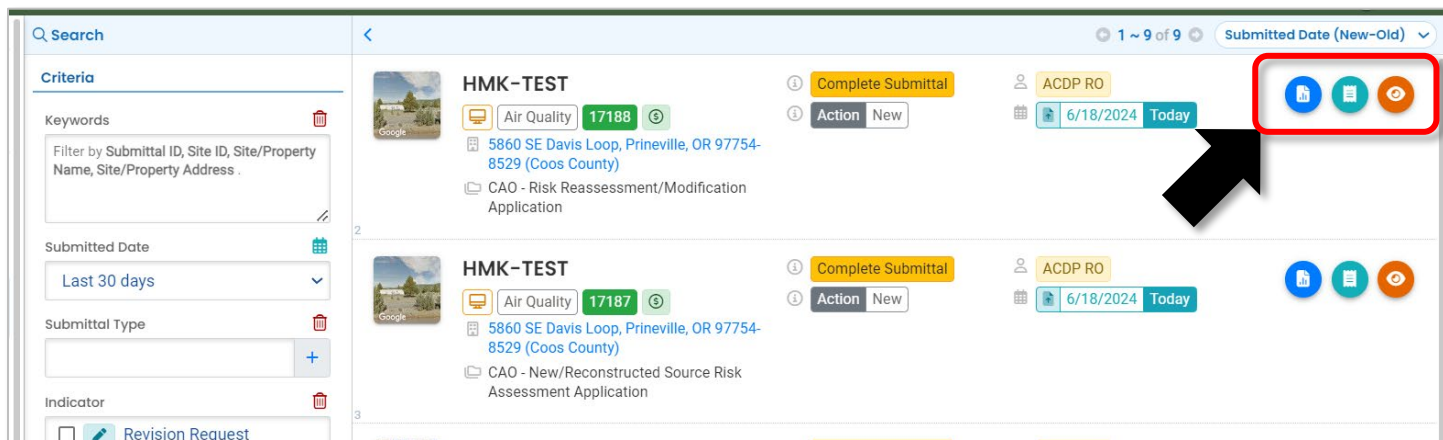 Search
1 ~ 9 of 9
Submitted Date (New-Old)
Criteria
Keywords
Filter by Submittal ID, Site ID, Site/Property
Name, Site/Property Address .
Submitted Date
Last 30 days
Submittal Type
+
Indicator
Revision Request
Google
HMK-TEST
Air Quality 17188 $
5860 SE Davis Loop, Prineville, OR 97754-
8529 (Coos County)
CAO - Risk Reassessment/Modification
Application
Complete Submittal
Action New
ACDP RO
6/18/2024 Today
2
Google
HMK-TEST
Air Quality 17187 $
5860 SE Davis Loop, Prineville, OR 97754-
8529 (Coos County)
CAO - New/Reconstructed Source Risk
Assessment Application
Complete Submittal
Action New
ACDP RO
6/18/2024 Today
3